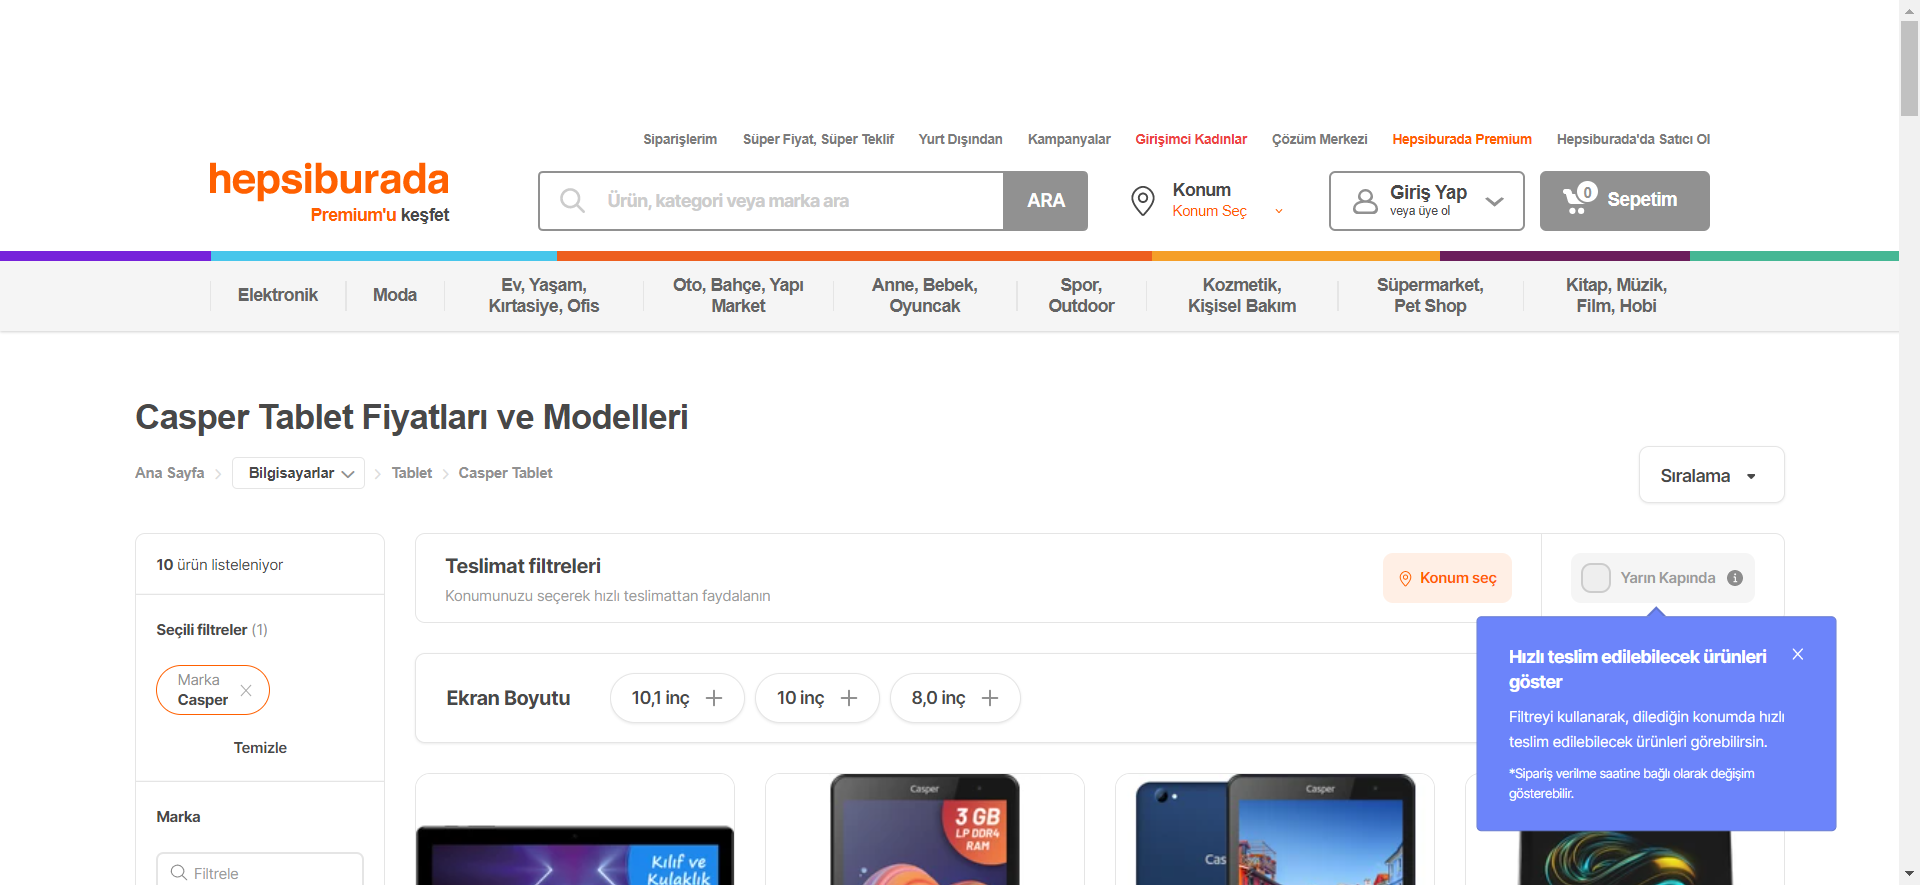 Siparişlerim Süper Fiyat, Süper Teklif Yurt Dışından Kampanyalar Girişimci Kadınlar Çözüm Merkezi Hepsiburada Premium Hepsiburada'da Satıcı Ol
hepsiburada
Premium'u keşfet
Ürün, kategori veya marka ara
ARA
Konum
Konum Seç
Giriş Yap
veya üye ol
0
Sepetim
Elektronik
Moda
Ev, Yaşam,
Kırtasiye, Ofis
Oto, Bahçe, Yapı
Market
Anne, Bebek,
Oyuncak
Spor,
Outdoor
Kozmetik,
Kişisel Bakım
Süpermarket,
Pet Shop
Kitap, Müzik,
Film, Hobi
Casper Tablet Fiyatları ve Modelleri
Ana Sayfa Bilgisayarlar Tablet Casper Tablet
Sıralama
10 ürün listeleniyor
Seçili filtreler (1)
Marka
Casper
Temizle
Marka
Filtrele
Teslimat filtreleri
Konumunuzu seçerek hızlı teslimattan faydalanın
Konum seç
Yarın Kapında
Hızlı teslim edilebilecek ürünleri
göster
Filtreyi kullanarak, dilediğin konumda hızlı
teslim edilebilecek ürünleri görebilirsin.
*Sipariş verilme saatine bağlı olarak değişim
gösterebilir.
Ekran Boyutu
10,1 inç
10 inç
8,0 inç
Kılıf ve
Kulaklık
Casper
3 GB
LP DDR4
RAM
Casper
Cas